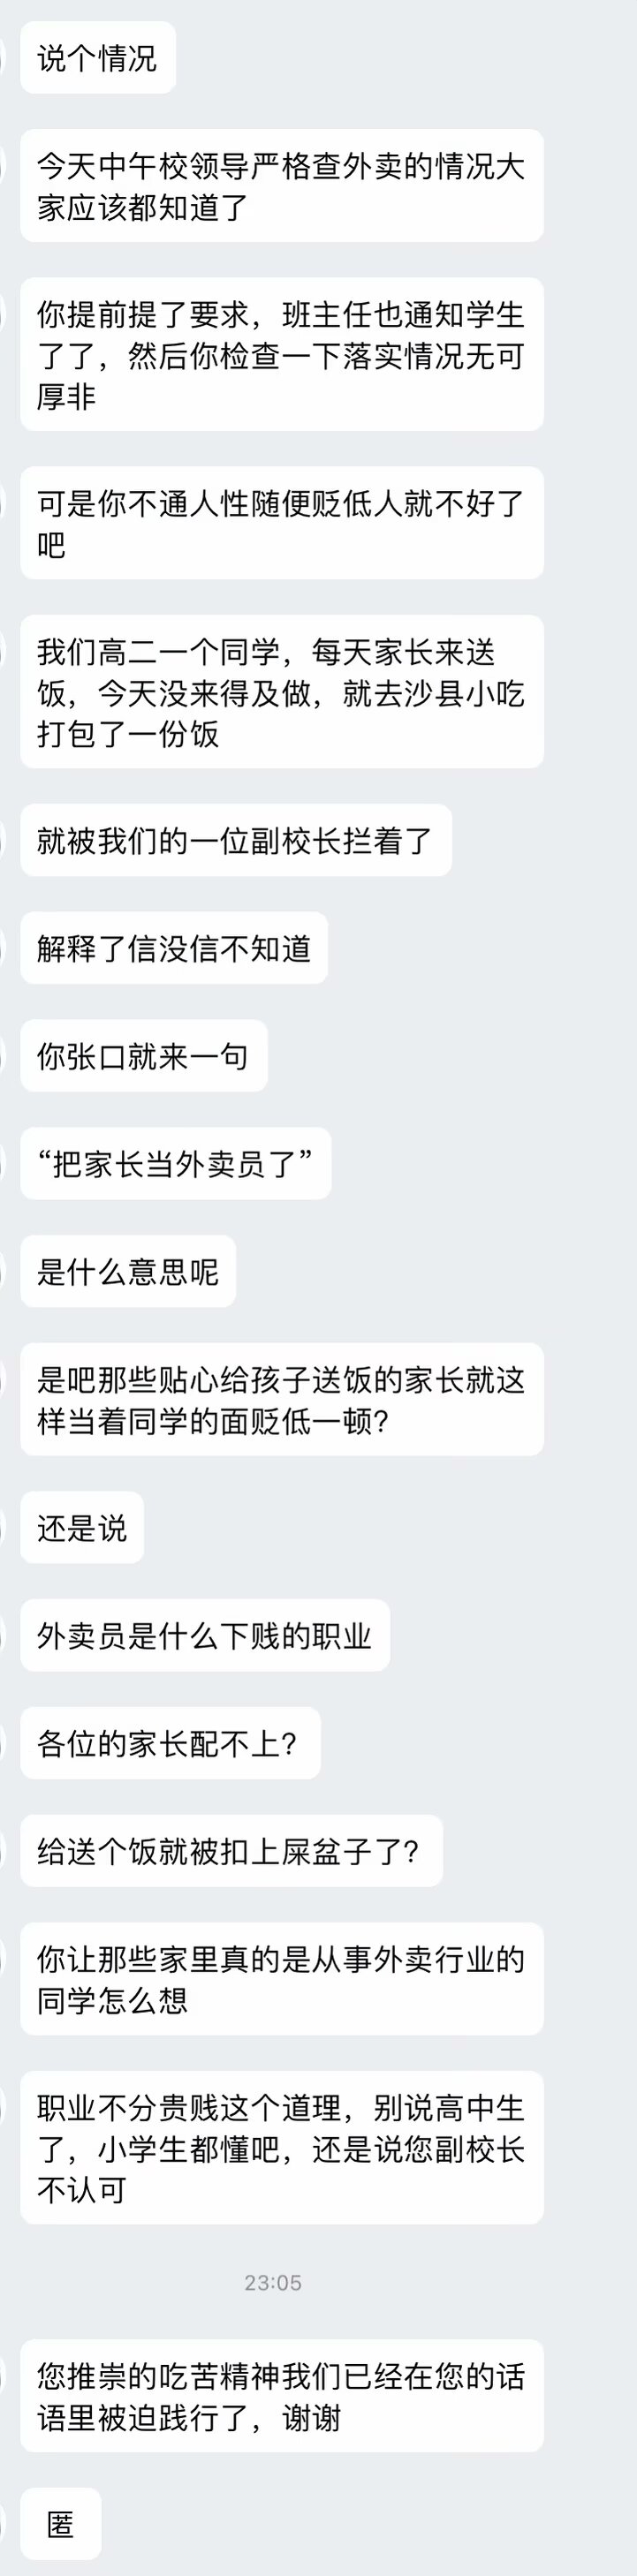 说个情况
今天中午校领导严格查外卖的情况大
家应该都知道了
你提前提了要求，班主任也通知学生
了了，然后你检查一下落实情况无可
厚非
可是你不通人性随便贬低人就不好了
吧
我们高二一个同学，每天家长来送
饭，今天没来得及做，就去沙县小吃
打包了一份饭
就被我们的一位副校长拦着了
解释了信没信不知道
你张口就来一句
“把家长当外卖员了”
是什么意思呢
是吧那些贴心给孩子送饭的家长就这
样当着同学的面贬低一顿?
还是说
外卖员是什么下贱的职业
各位的家长配不上?
给送个饭就被扣上屎盆子了?
你让那些家里真的是从事外卖行业的
同学怎么想
职业不分贵贱这个道理，别说高中生
了，小学生都懂吧，还是说您副校长
不认可
23:05
您推崇的吃苦精神我们已经在您的话
语里被迫践行了，谢谢
匿